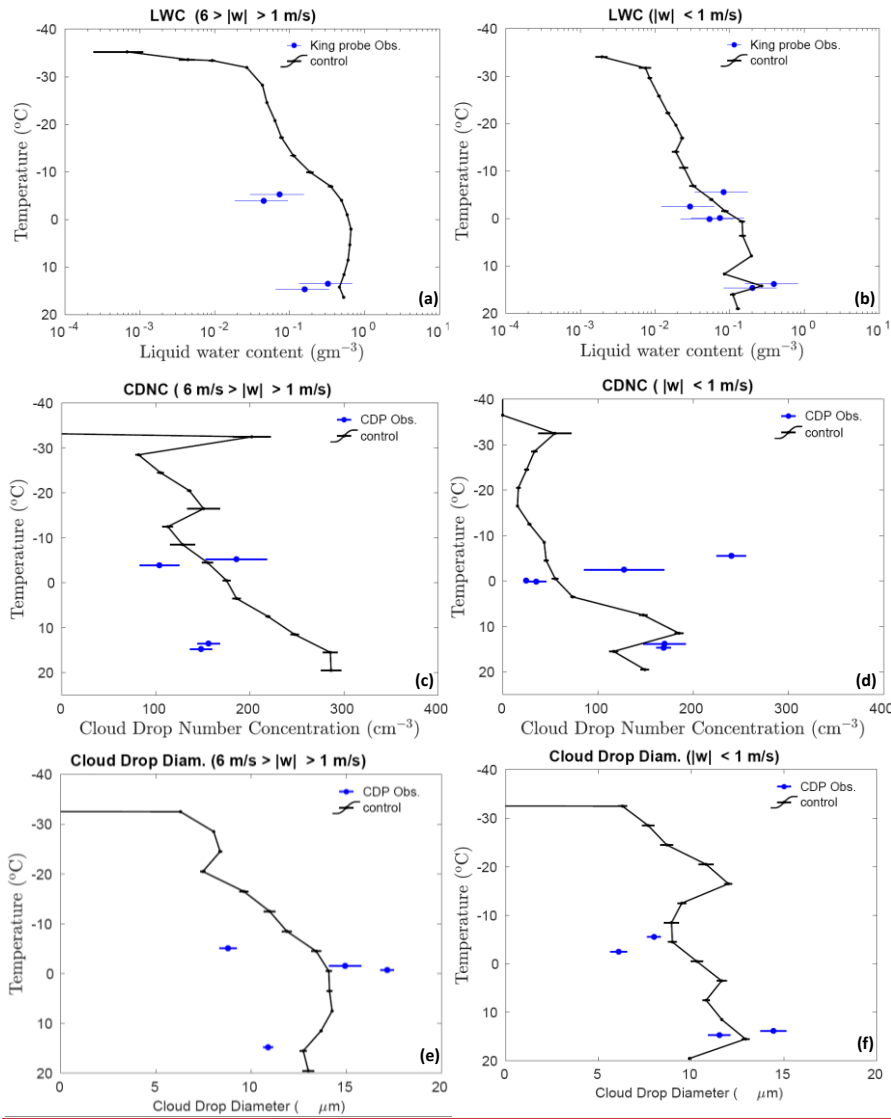 LWC (6 > |w| > 1 m/s)
-40
-30
-20
-10
0
10
20
Temperature (°C)
King probe Obs.
control
(a)
10⁻⁴ 10⁻³ 10⁻² 10⁻¹ 10⁰ 10¹
Liquid water content (gm⁻³)
LWC (|w| < 1 m/s)
-40
-30
-20
-10
0
10
20
Temperature (°C)
King probe Obs.
control
(b)
10⁻⁴ 10⁻³ 10⁻² 10⁻¹ 10⁰ 10¹
Liquid water content (gm⁻³)
CDNC ( 6 m/s > |w| > 1 m/s)
-40
-30
-20
-10
0
10
20
Temperature (°C)
CDP Obs.
control
(c)
0 100 200 300 400
Cloud Drop Number Concentration (cm⁻³)
CDNC ( |w| < 1 m/s)
-40
-30
-20
-10
0
10
20
Temperature (°C)
CDP Obs.
control
(d)
0 100 200 300 400
Cloud Drop Number Concentration (cm⁻³)
Cloud Drop Diam. (6 m/s > |w| > 1 m/s)
-40
-30
-20
-10
0
10
20
Temperature (°C)
CDP Obs.
control
(e)
0 5 10 15 20
Cloud Drop Diameter ( μm)
Cloud Drop Diam. (|w| < 1 m/s)
-40
-30
-20
-10
0
10
20
Temperature (°C)
CDP Obs.
control
(f)
0 5 10 15 20
Cloud Drop Diameter ( μm)